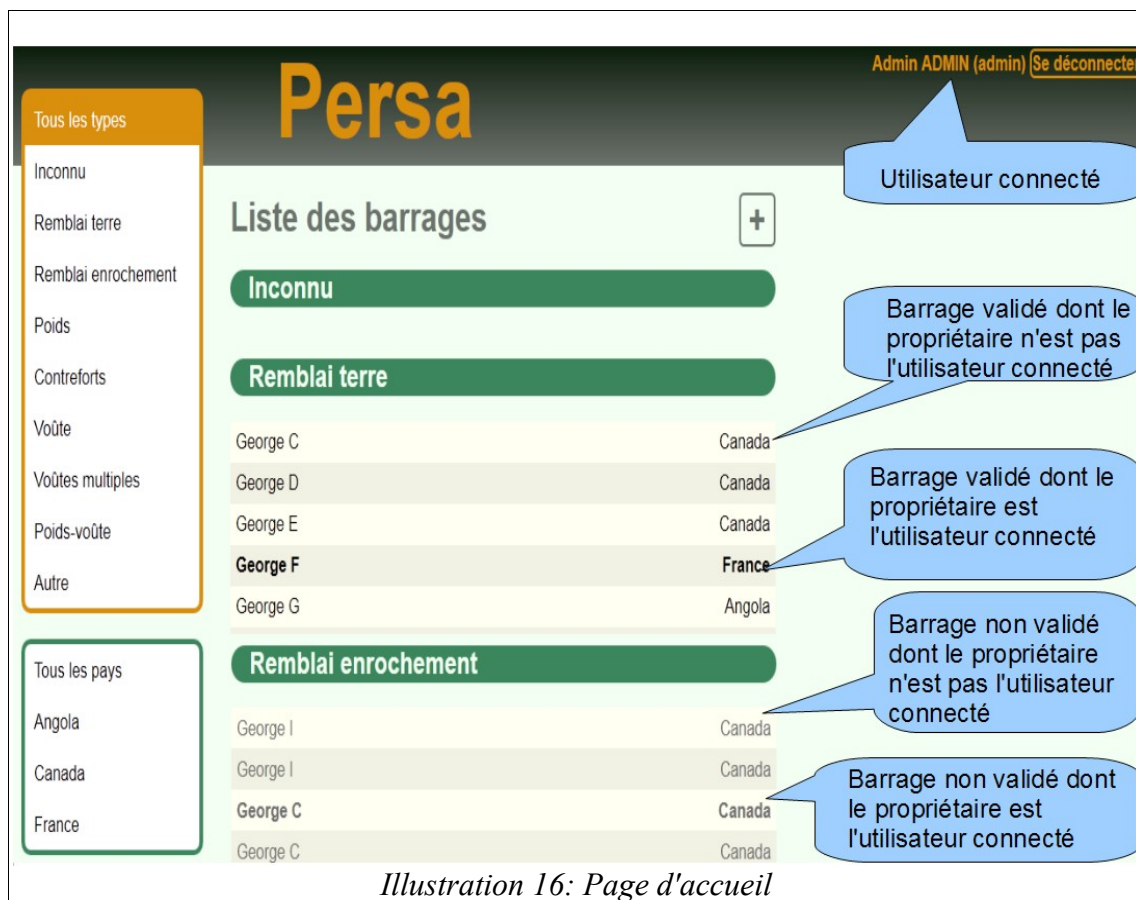 Persa
Admin ADMIN (admin) Se déconnecter
Tous les types
Inconnu
Remblai terre
Remblai enrochement
Poids
Contreforts
Voûte
Voûtes multiples
Poids-voûte
Autre
Tous les pays
Angola
Canada
France
Liste des barrages
+
Inconnu
Remblai terre
George C Canada
George D Canada
George E Canada
George F France
George G Angola
Remblai enrochement
George I Canada
George I Canada
George C Canada
George C Canada
Utilisateur connecté
Barrage validé dont le
propriétaire n'est pas
l'utilisateur connecté
Barrage validé dont le
propriétaire est
l'utilisateur connecté
Barrage non validé
dont le propriétaire
n'est pas l'utilisateur
connecté
Barrage non validé dont
le propriétaire est
l'utilisateur connecté
Illustration 16: Page d'accueil